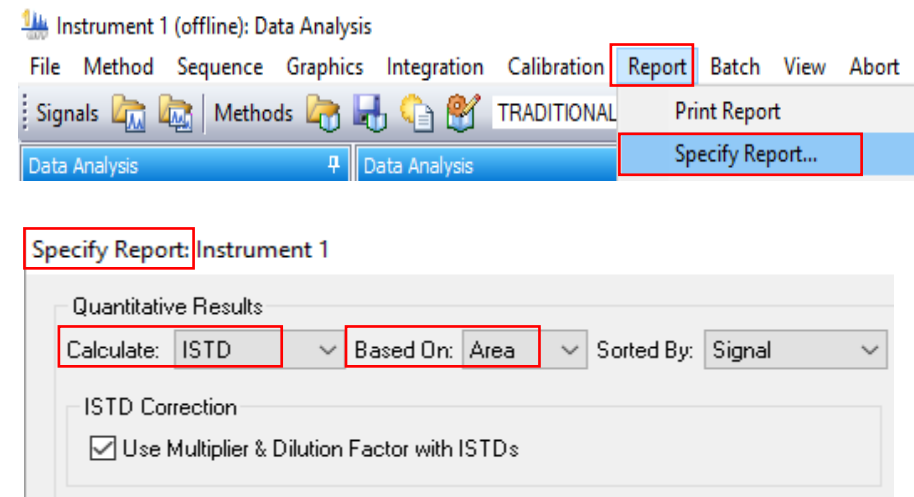 Instrument 1 (offline): Data Analysis
File Method Sequence Graphics Integration Calibration Report Batch View Abort
Signals Methods TRADITIONAL Print Report
Data Analysis Data Analysis Specify Report...
Specify Report: Instrument 1
Quantitative Results
Calculate: ISTD Based On: Area Sorted By: Signal
ISTD Correction
Use Multiplier & Dilution Factor with ISTDs